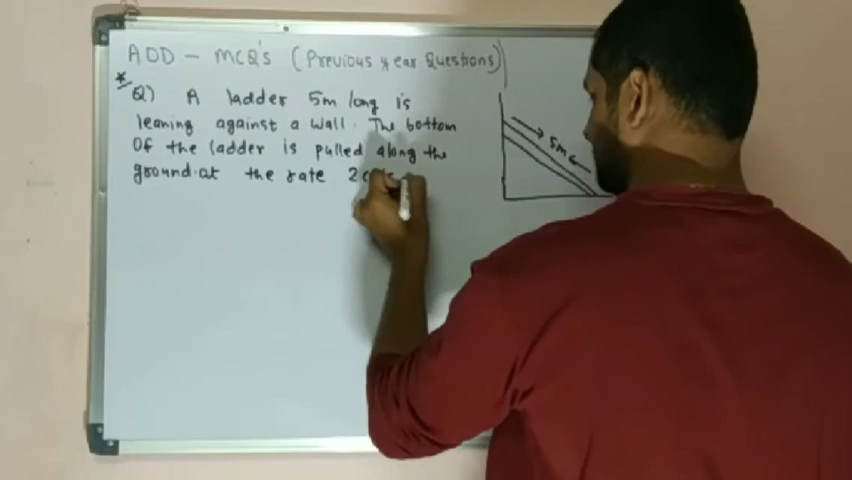 AOD - MCQ's (Previous year Questions)
* Q) A ladder 5m long is
leaning against a wall. The bottom
Of the ladder is pulled along the
ground at the rate 2
5m